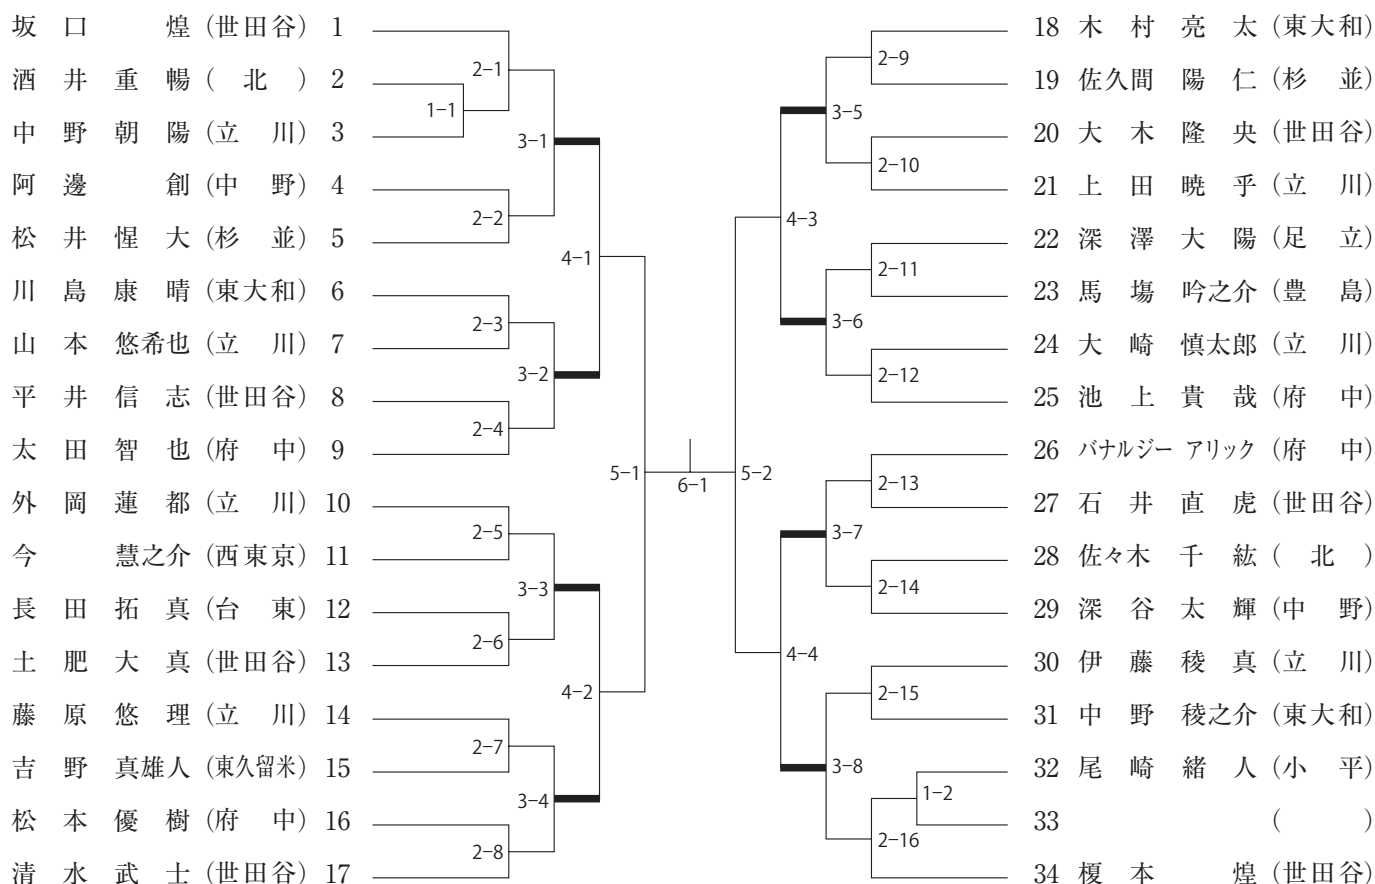 坂口 煌 (世田谷) 1
酒井重暢 (北) 2
中野朝陽 (立川) 3
阿邊 創 (中野) 4
松井惺大 (杉並) 5
川島康晴 (東大和) 6
山本 悠希也 (立川) 7
平井信志 (世田谷) 8
太田智也 (府中) 9
外岡蓮都 (立川) 10
今 慧之介 (西東京) 11
長田拓真 (台東) 12
土肥大真 (世田谷) 13
藤原悠理 (立川) 14
吉野 真雄人 (東久留米) 15
松本優樹 (府中) 16
清水武士 (世田谷) 17
1-1
2-1
2-2
2-3
2-4
2-5
2-6
2-7
2-8
3-1
3-2
3-3
3-4
4-1
4-2
5-1
6-1
5-2
4-3
4-4
3-5
3-6
3-7
3-8
2-9
2-10
2-11
2-12
2-13
2-14
2-15
2-16
1-2
18 木村亮太 (東大和)
19 佐久間 陽仁 (杉並)
20 大木隆央 (世田谷)
21 上田暁乎 (立川)
22 深澤大陽 (足立)
23 馬塲 吟之介 (豊島)
24 大崎 慎太郎 (立川)
25 池上貴哉 (府中)
26 バナルジー アリック (府中)
27 石井直虎 (世田谷)
28 佐々木 千紘 (北)
29 深谷太輝 (中野)
30 伊藤稜真 (立川)
31 中野 稜之介 (東大和)
32 尾崎緒人 (小平)
33 ( )
34 榎本 煌 (世田谷)